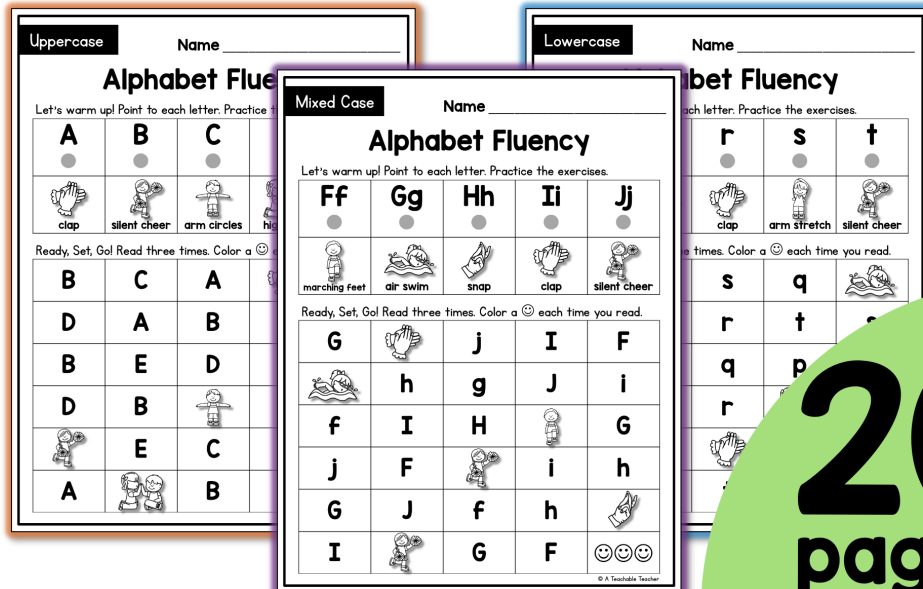 Uppercase
Name
Alphabet Flue
Let's warm up! Point to each letter. Practice t
A B C
clap silent cheer arm circles hig
Ready, Set, Go! Read three times. Color a
B C A
D A B
B E D
D B
E C
A B
Mixed Case
Name
Alphabet Fluency
Let's warm up! Point to each letter. Practice the exercises.
Ff Gg Hh Ii Jj
marching feet air swim snap clap silent cheer
Ready, Set, Go! Read three times. Color a ☺ each time you read.
G j I F
h g J i
f I H G
j F i h
G J f h
I G F ☺☺☺
© A Teachable Teacher
Lowercase
Name
bet Fluency
ach letter. Practice the exercises.
r s t
clap arm stretch silent cheer
e times. Color a ☺ each time you read.
s q
r t
q p
r
20
pag